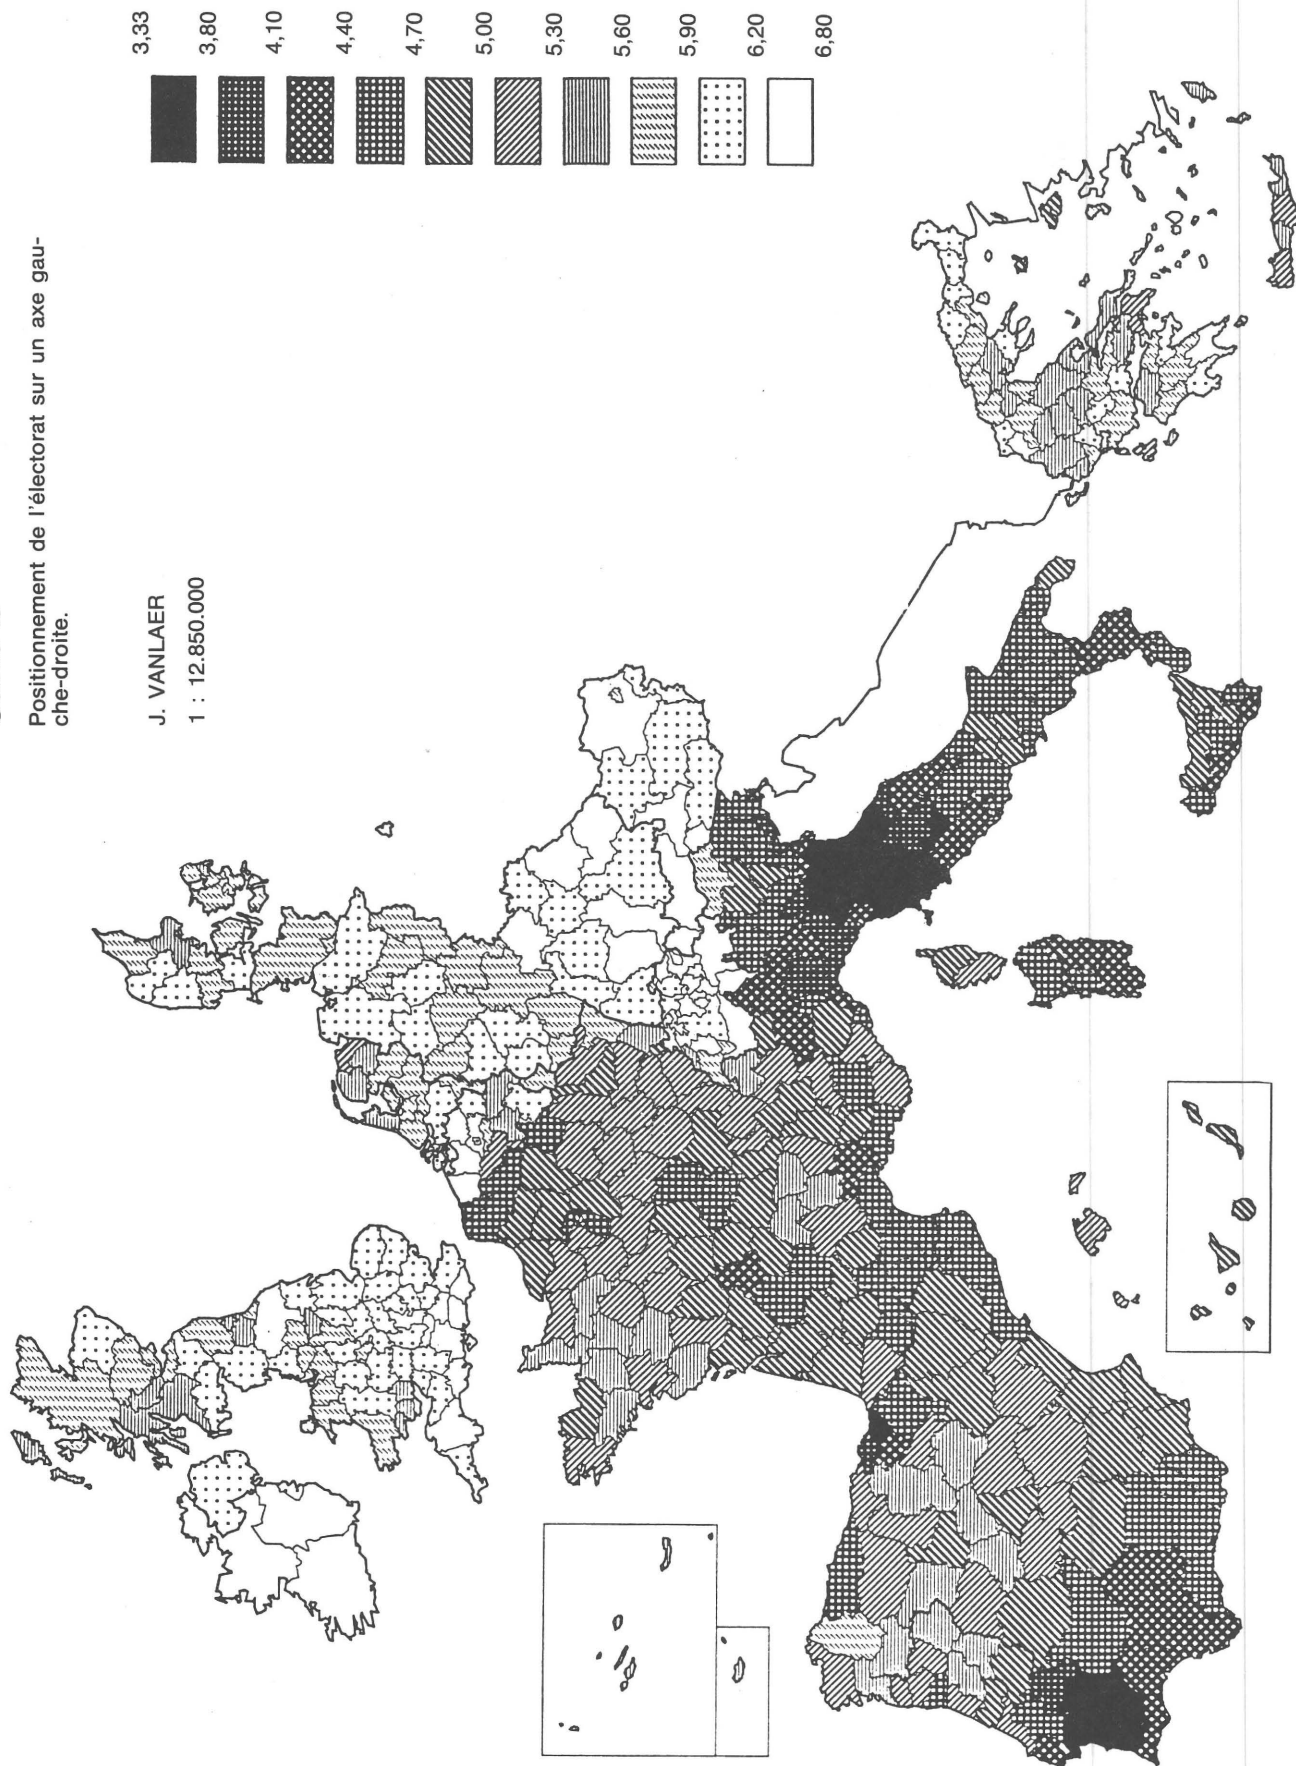 Positionnement de l'électorat sur un axe gau-
che-droite.
J. VANLAER
1 : 12.850.000
3,33
3,80
4,10
4,40
4,70
5,00
5,30
5,60
5,90
6,20
6,80